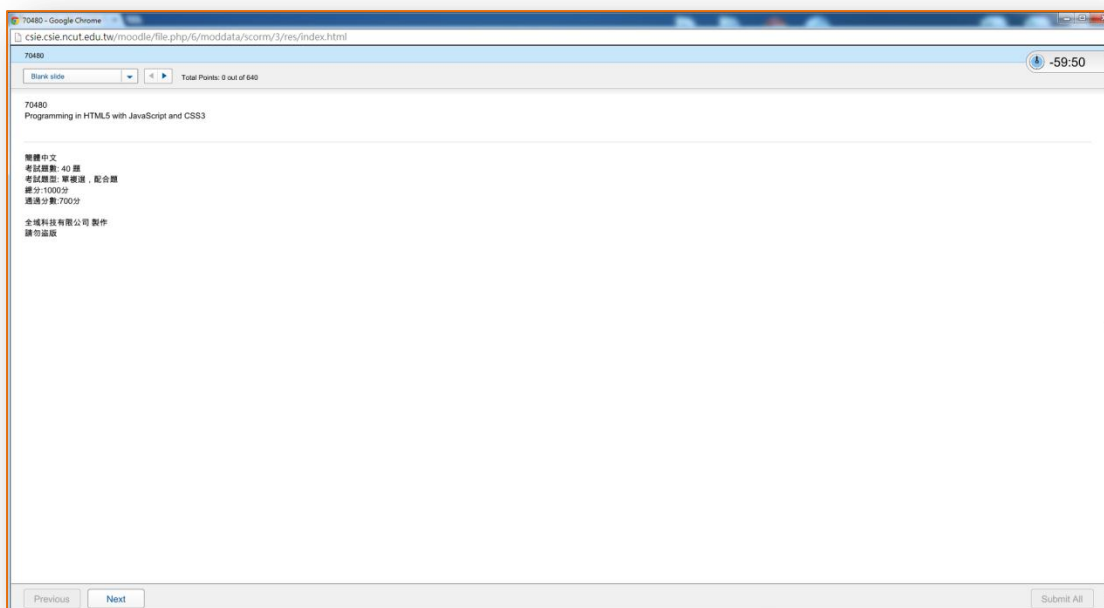 70480 - Google Chrome
csie.csie.ncut.edu.tw/moodle/file.php/6/moddata/scorm/3/res/index.html
70480
-59:50
Blank slide
Total Points: 0 out of 640
70480
Programming in HTML5 with JavaScript and CSS3
簡體中文
考試題數: 40 題
考試題型: 單複選，配合題
總分:1000分
通過分數:700分
全域科技有限公司 製作
請勿盜版
Previous
Next
Submit All